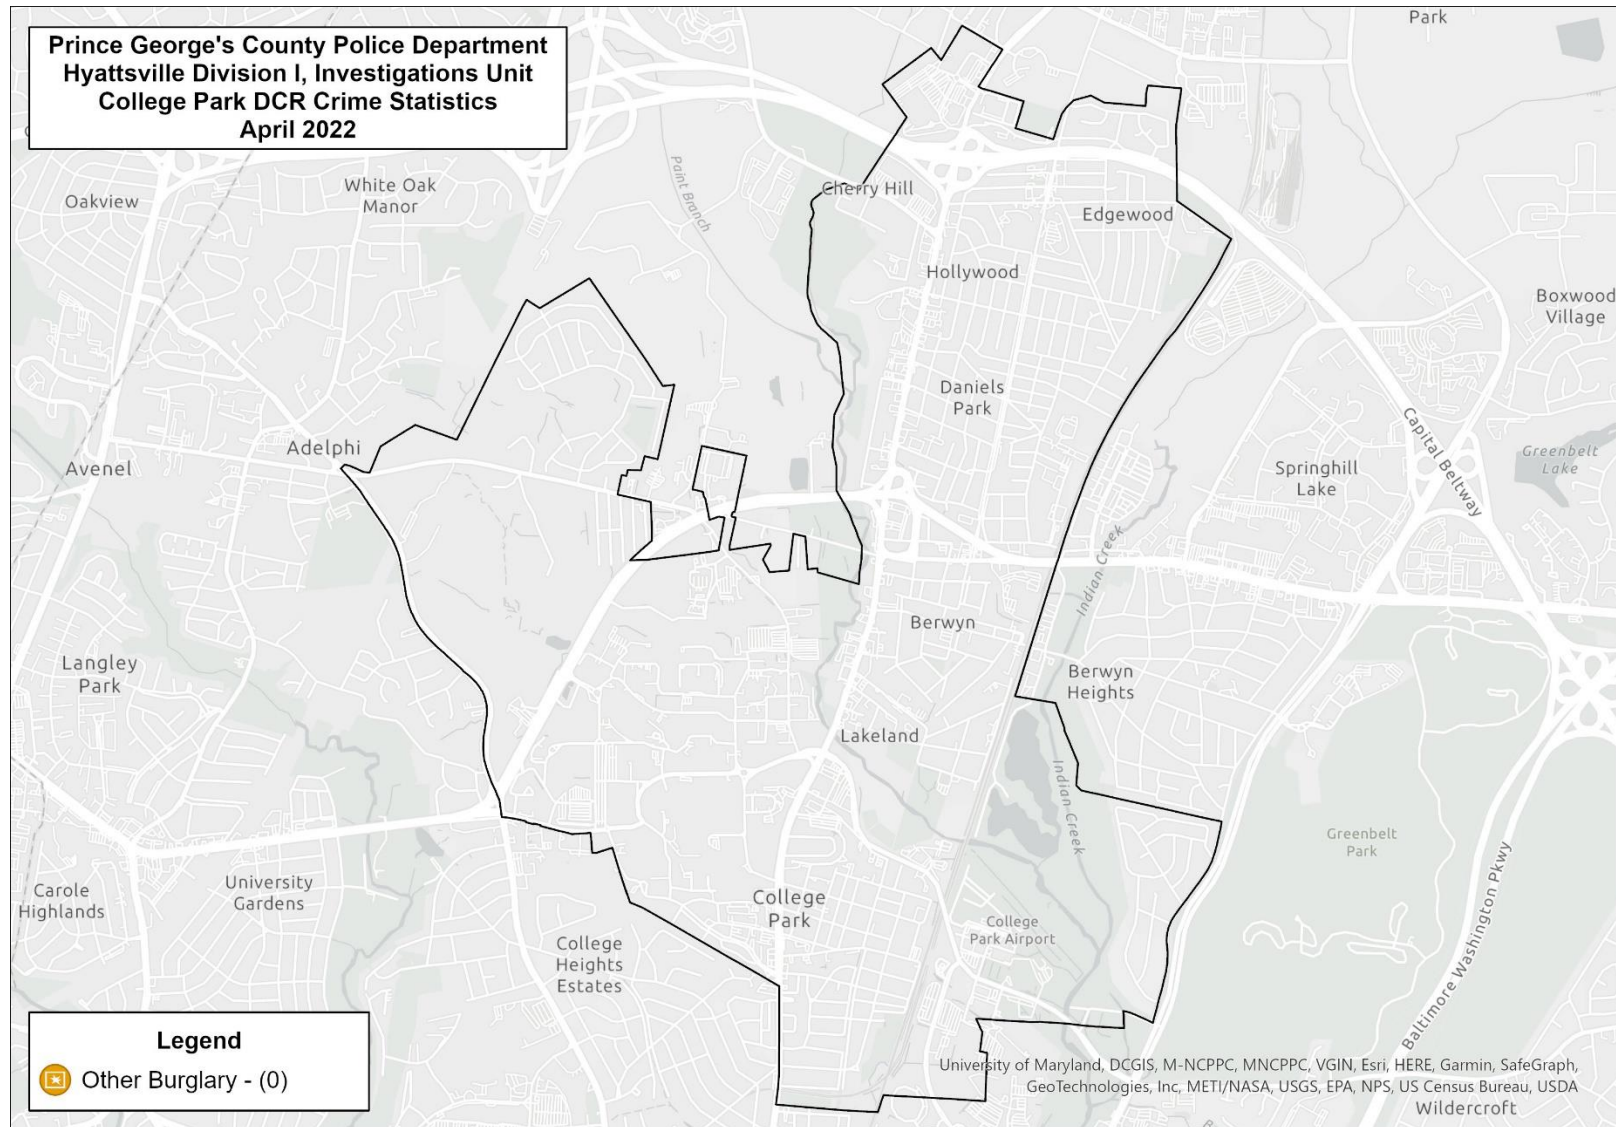 Prince George's County Police Department
Hyattsville Division I, Investigations Unit
College Park DCR Crime Statistics
April 2022
Park
Oakview
White Oak
Manor
Paint Branch
Cherry Hill
Edgewood
Hollywood
Boxwood
Village
Daniels
Park
Adelphi
Avenel
Capital Beltway
Springhill
Lake
Greenbelt
Lake
Indian Creek
Berwyn
Langley
Park
Berwyn
Heights
Lakeland
Indian Creek
Greenbelt
Park
Carole
Highlands
University
Gardens
College
Park
College
Park Airport
College
Heights
Estates
Baltimore Washington Pkwy
Legend
Other Burglary - (0)
University of Maryland, DCGIS, M-NCPPC, MNCPPC, VGIN, Esri, HERE, Garmin, SafeGraph,
GeoTechnologies, Inc, METI/NASA, USGS, EPA, NPS, US Census Bureau, USDA
Wildercroft